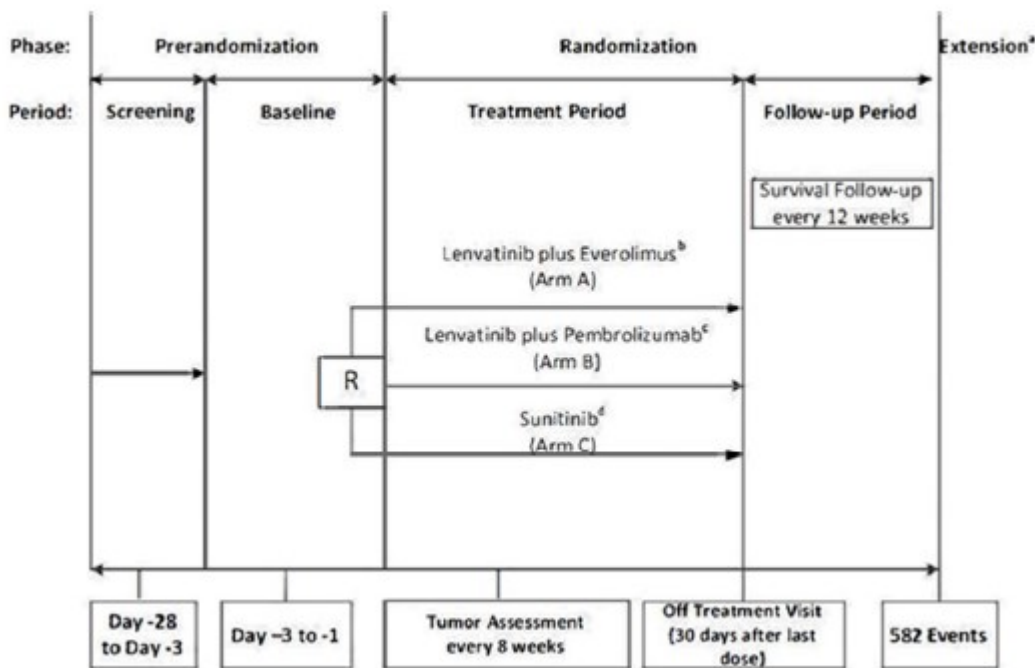 Phase: Prerandomization Randomization Extensionª
Period: Screening Baseline Treatment Period Follow-up Period
Survival Follow-up
every 12 weeks
Lenvatinib plus Everolimusᵇ
(Arm A)
Lenvatinib plus Pembrolizumabᶜ
(Arm B)
R
Sunitinibᵈ
(Arm C)
Day -28
to Day -3
Day -3 to -1
Tumor Assessment
every 8 weeks
Off Treatment Visit
(30 days after last
dose)
582 Events